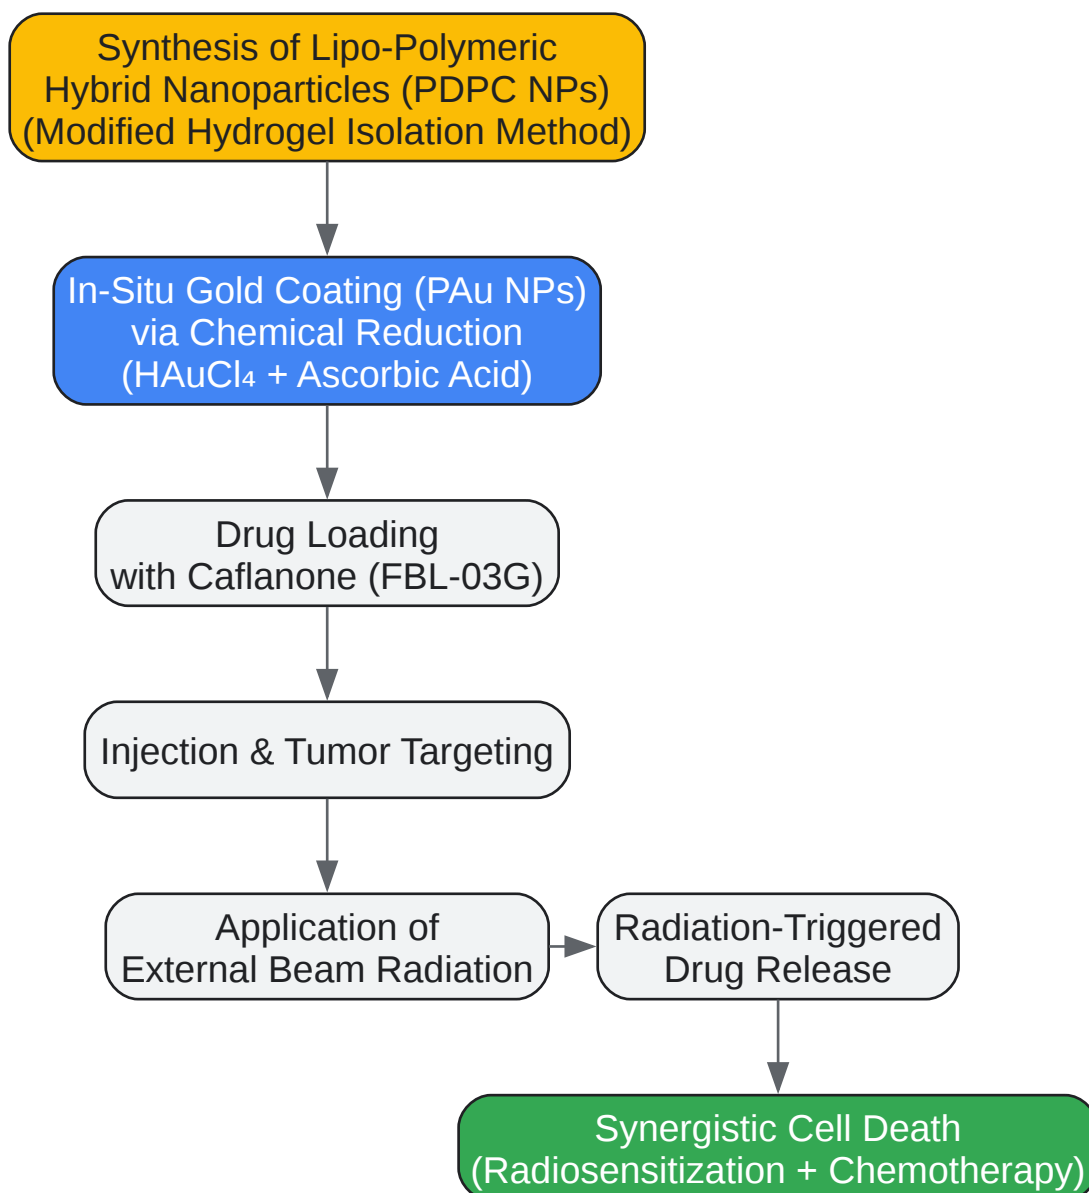 Synthesis of Lipo-Polymeric
Hybrid Nanoparticles (PDPC NPs)
(Modified Hydrogel Isolation Method)
In-Situ Gold Coating (PAu NPs)
via Chemical Reduction
(HAuCl₄ + Ascorbic Acid)
Drug Loading
with Caflanone (FBL-03G)
Injection & Tumor Targeting
Application of
External Beam Radiation
Radiation-Triggered
Drug Release
Synergistic Cell Death
(Radiosensitization + Chemotherapy)